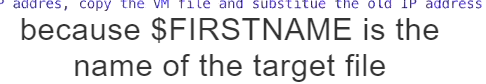 P addres, copy the VM file and substitue the old IP address
because $FIRSTNAME is the
name of the target file